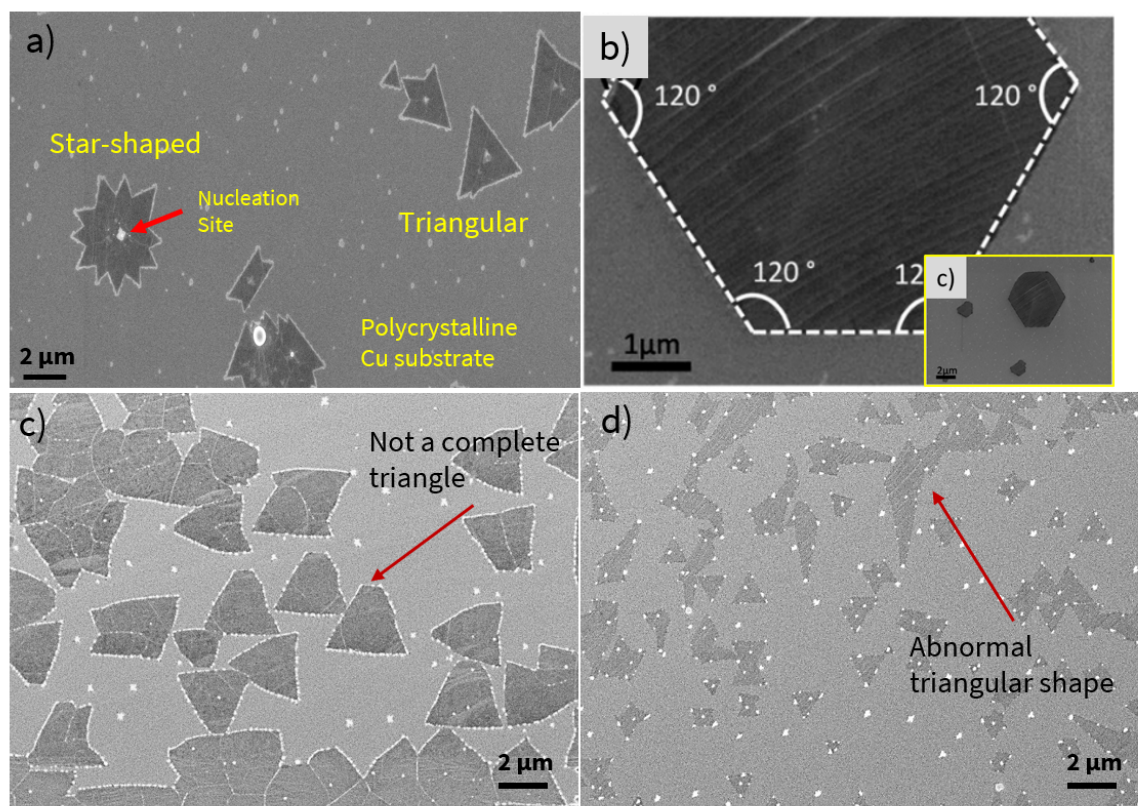 a)
Star-shaped
Nucleation
Site
Triangular
Polycrystalline
Cu substrate
2 μm
b)
120 °
120 °
120 °
12
1μm
c)
2μm
c)
Not a complete
triangle
2 μm
d)
Abnormal
triangular shape
2 μm